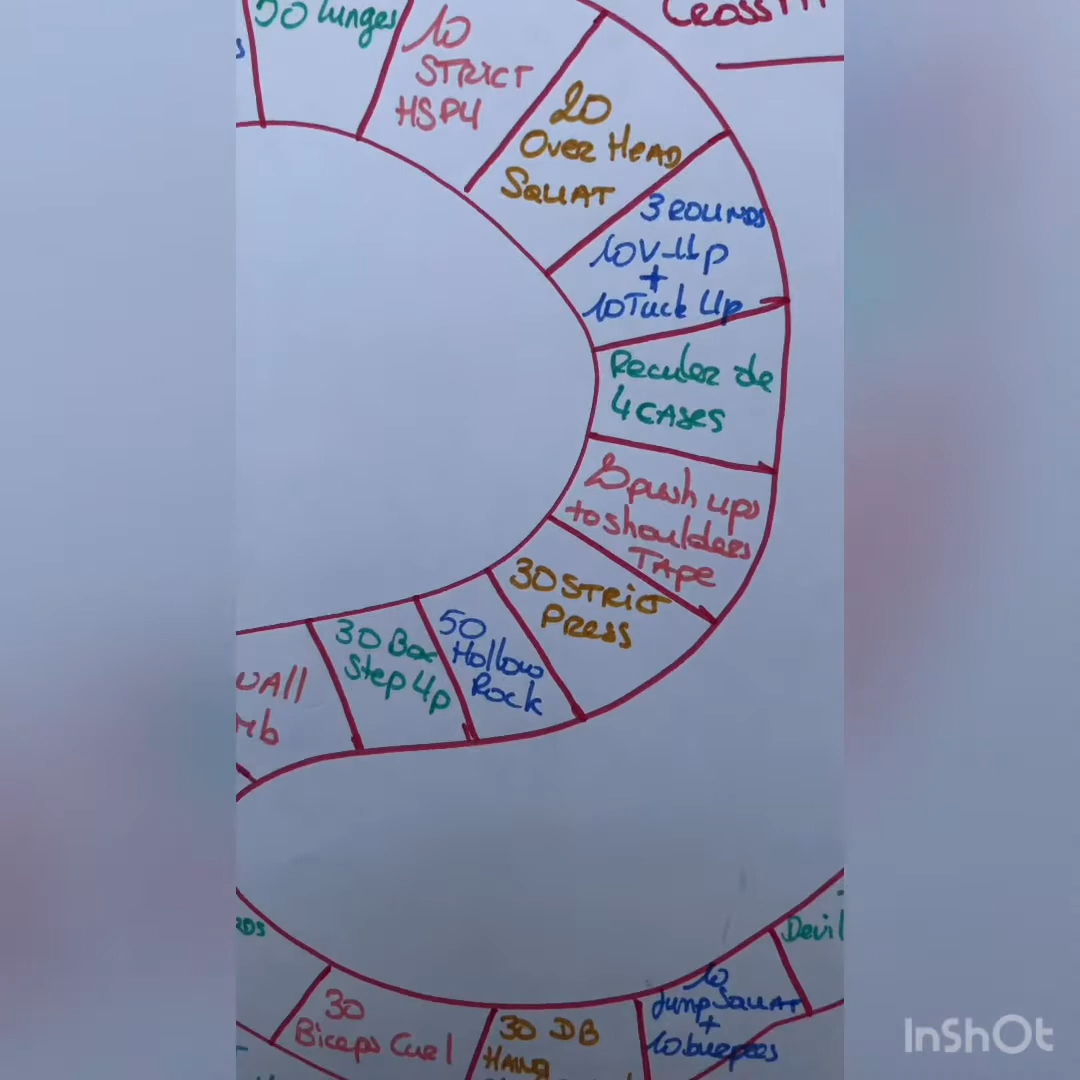 CrossFit
50 Lunges
10
STRICT
HSPU
20
Over HeAD
SQUAT
3 ROUNDS
10 V-Up
+
10 Tuck Up
Reculer de
4 CASES
5 push ups
to shoulders
TAPE
30 STRICT
PRESS
50
Hollow
Rock
30 Box
Step Up
wall
30
Biceps Curl
30 DB
HANG
10
Jump SQUAT
+
10 burpees
Devil
InShOt